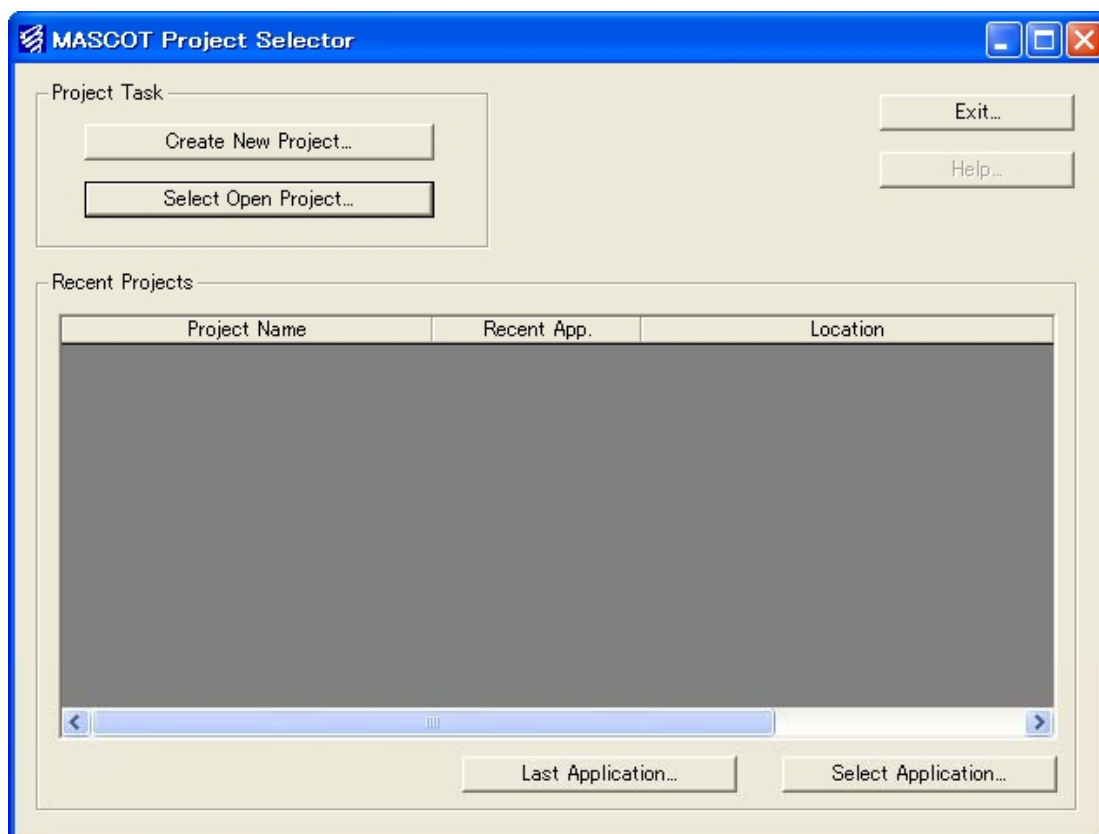 MASCOT Project Selector
Project Task
Create New Project...
Select Open Project...
Exit...
Help...
Recent Projects
Project Name Recent App. Location
Last Application... Select Application...